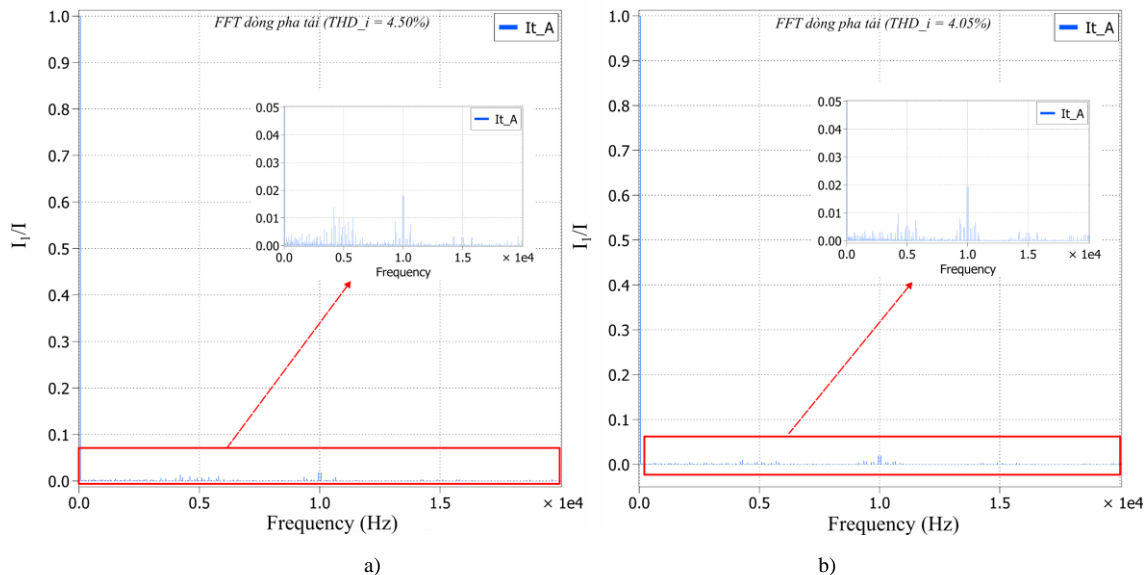 FFT dòng pha tải (THD_i = 4.50%)
It_A
1.0
0.9
0.8
0.7
0.6
0.5
0.4
0.3
0.2
0.1
0.0
I₁/I
0.05
0.04
0.03
0.02
0.01
0.00
It_A
0.0
0.5
1.0
1.5
× 1e4
Frequency
0.0
0.5
1.0
1.5
× 1e4
Frequency (Hz)
a)
FFT dòng pha tải (THD_i = 4.05%)
It_A
1.0
0.9
0.8
0.7
0.6
0.5
0.4
0.3
0.2
0.1
0.0
I₁/I
0.05
0.04
0.03
0.02
0.01
0.00
It_A
0.0
0.5
1.0
1.5
× 1e4
Frequency
0.0
0.5
1.0
1.5
× 1e4
Frequency (Hz)
b)